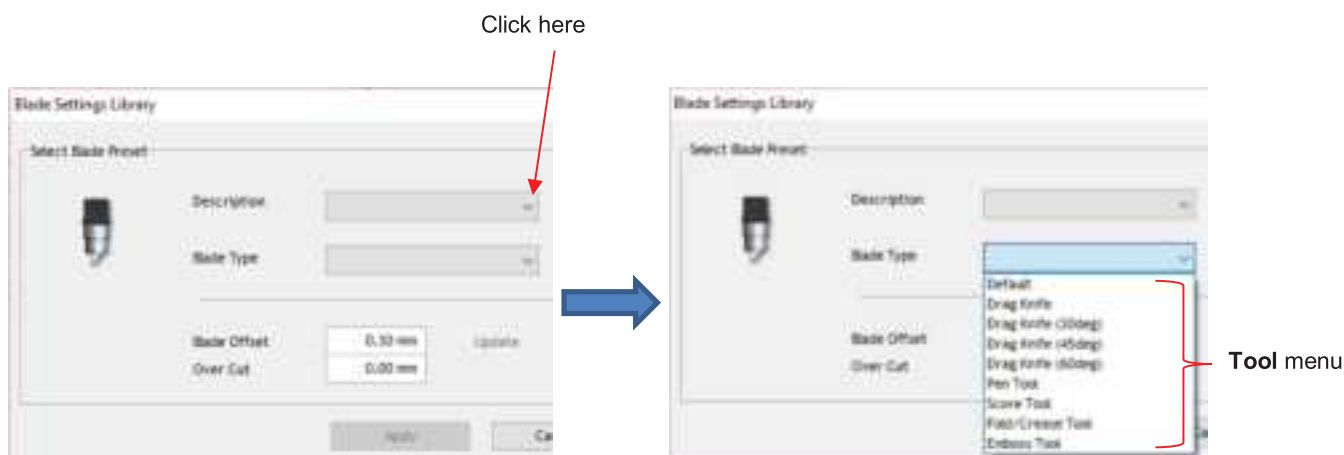 Click here
Blade Settings Library
Select Blade Preset
Description
Blade Type
Blade Offset 0.30 mm Update
Over Cut 0.00 mm
Apply
Blade Settings Library
Select Blade Preset
Description
Blade Type
Default
Drag Knife
Drag Knife (30deg)
Blade Offset
Drag Knife (45deg)
Over Cut
Drag Knife (60deg)
Tool menu
Pen Tool
Score Tool
Fold/Crease Tool
Emboss Tool